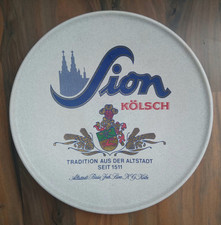 Sion
KÖLSCH
TRADITION AUS DER ALTSTADT
SEIT 1511